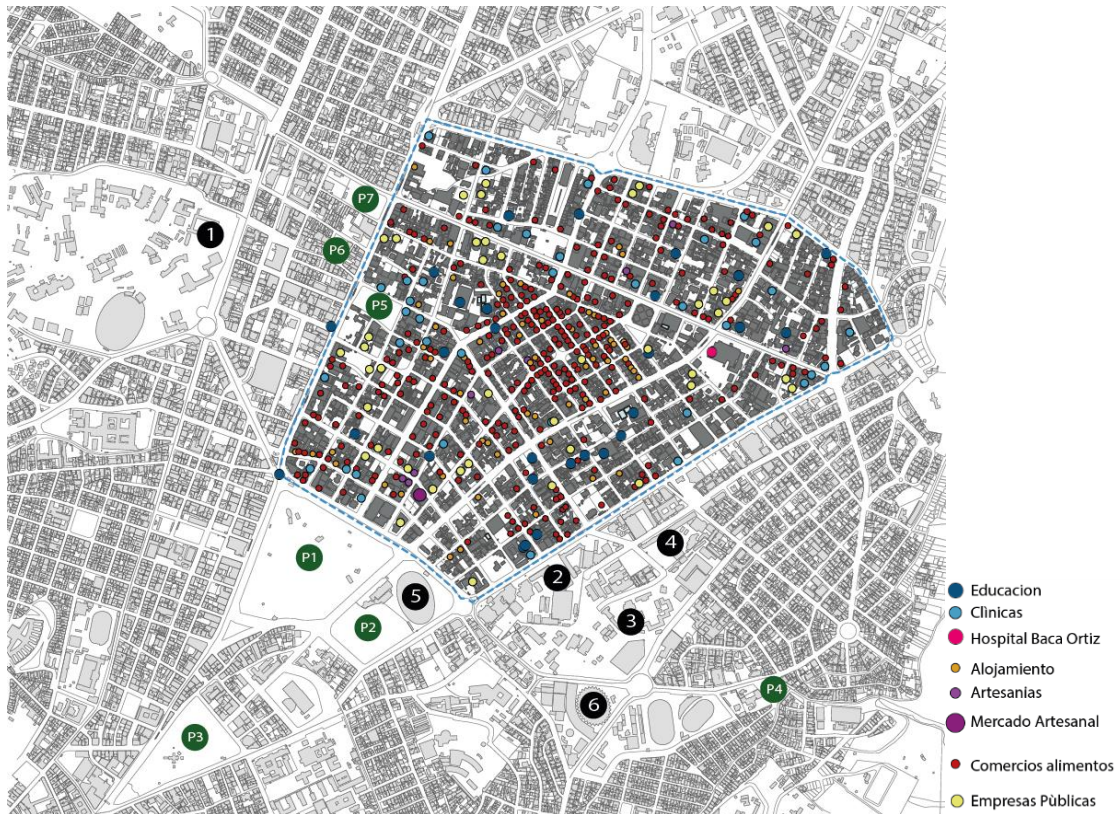 P7
1
P6
P5
4
P1
2
5
3
P2
P4
6
P3
Educacion
Clìnicas
Hospital Baca Ortiz
Alojamiento
Artesanias
Mercado Artesanal
Comercios alimentos
Empresas Pùblicas